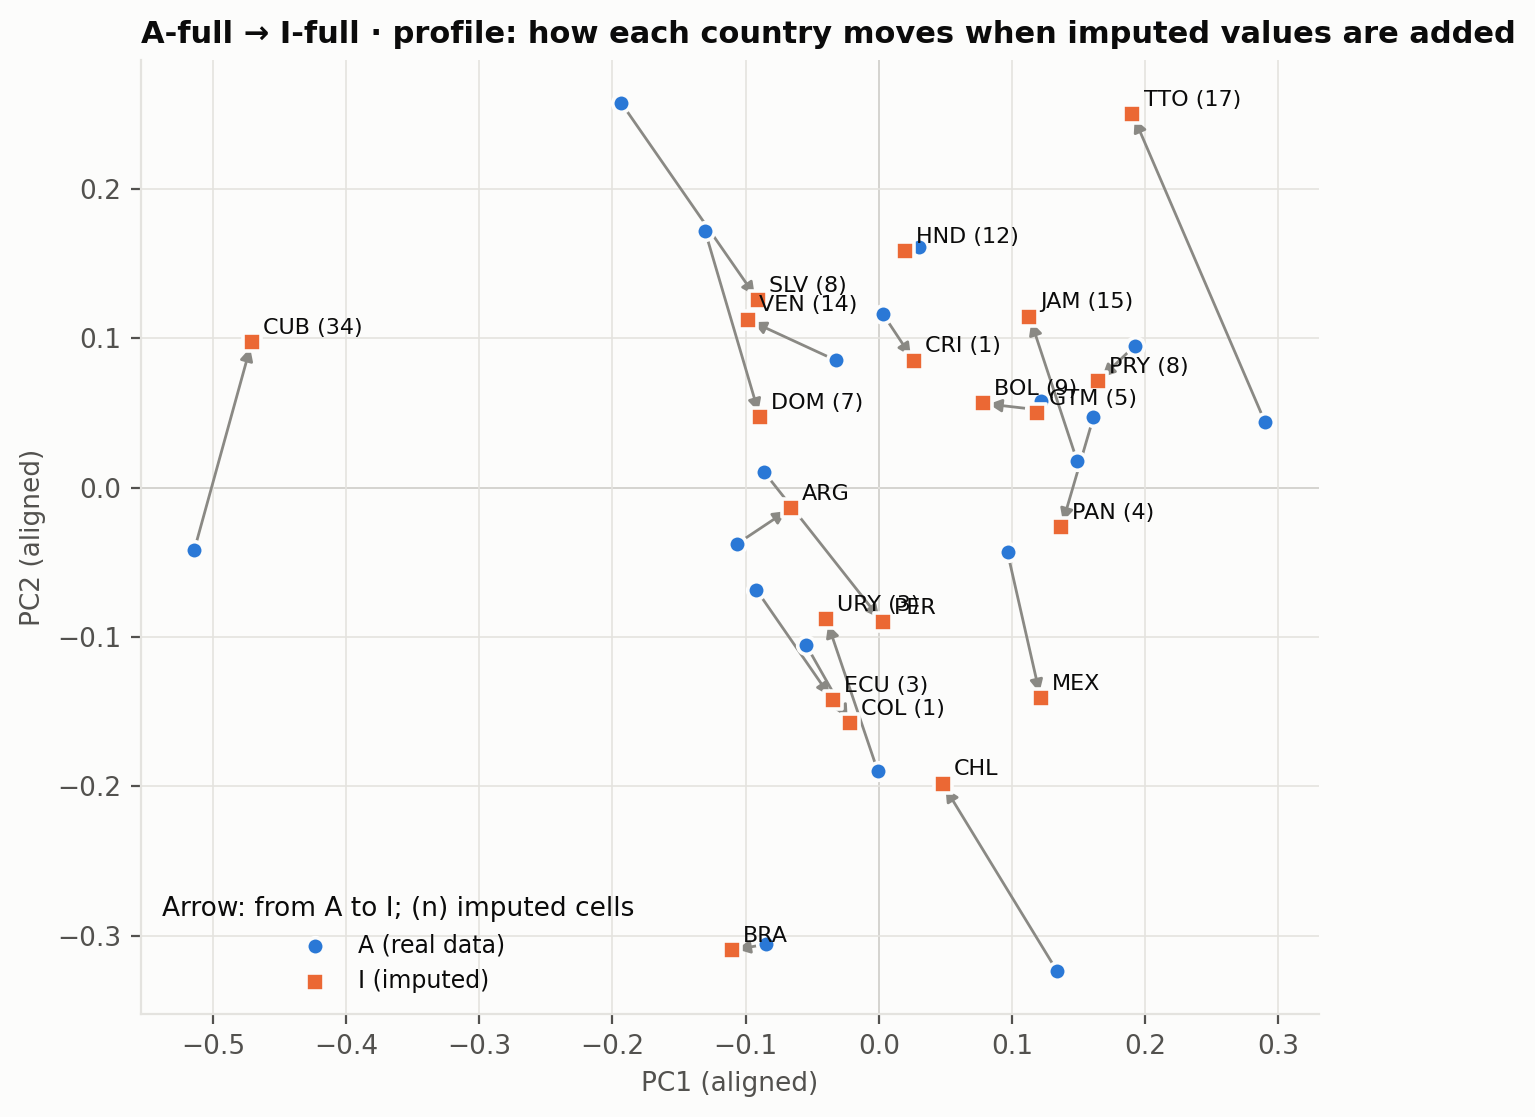 A-full → I-full · profile: how each country moves when imputed values are added
TTO (17)
0.2
HND (12)
SLV (8)
VEN (14)
JAM (15)
CUB (34)
0.1
CRI (1)
PRY (8)
BOL (9)
GTM (5)
DOM (7)
PC2 (aligned)
0.0
ARG
PAN (4)
URY (3)
PER
−0.1
ECU (3)
MEX
COL (1)
−0.2
CHL
Arrow: from A to I; (n) imputed cells
−0.3
BRA
A (real data)
I (imputed)
−0.5 −0.4 −0.3 −0.2 −0.1 0.0 0.1 0.2 0.3
PC1 (aligned)